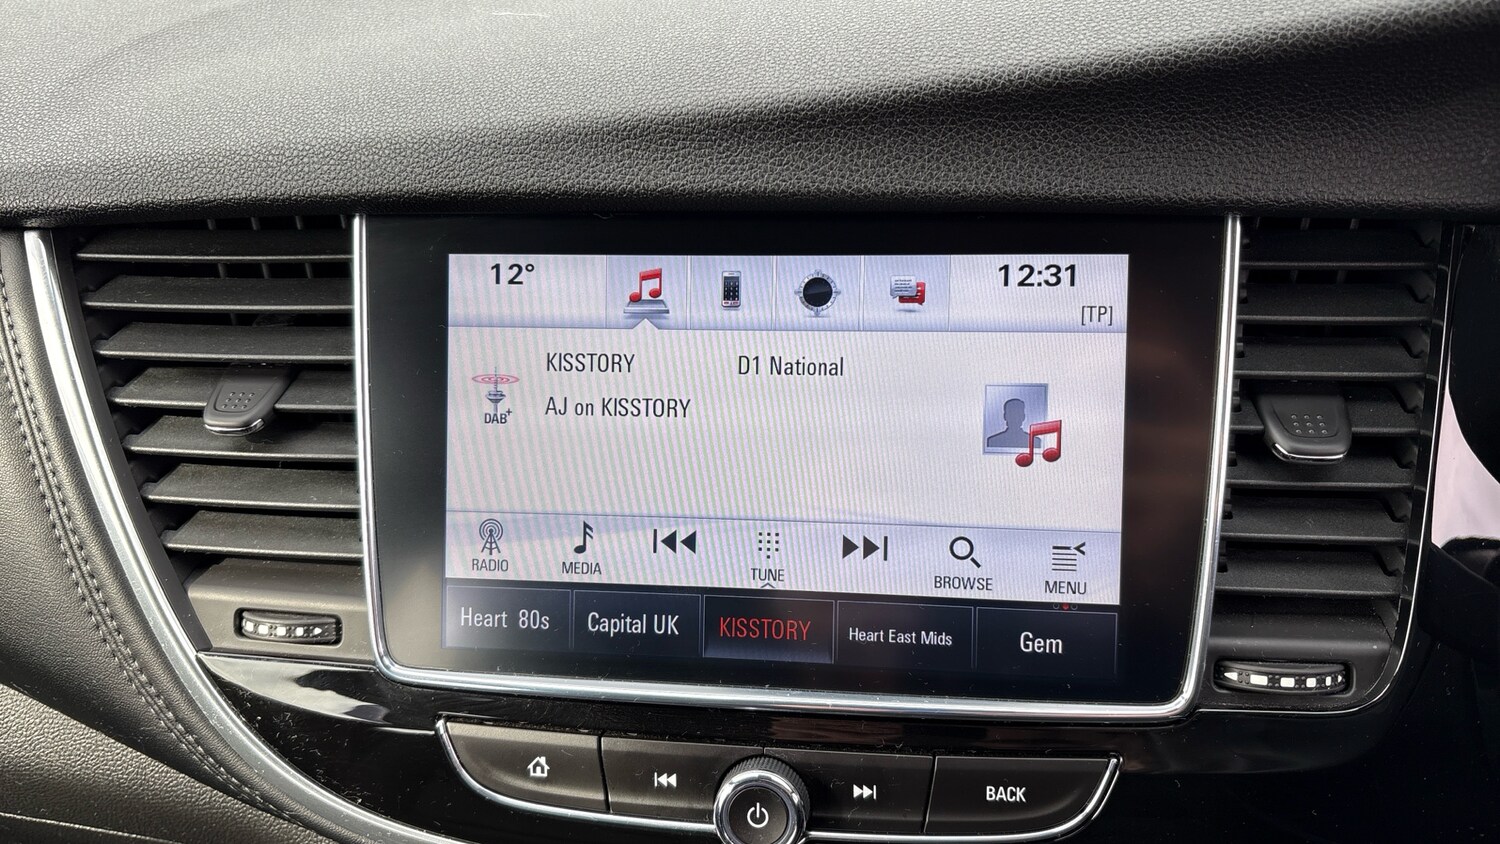 12° 12:31
[TP]
KISSTORY D1 National
DAB+ AJ on KISSTORY
RADIO MEDIA TUNE BROWSE MENU
Heart 80s Capital UK KISSTORY Heart East Mids Gem
BACK